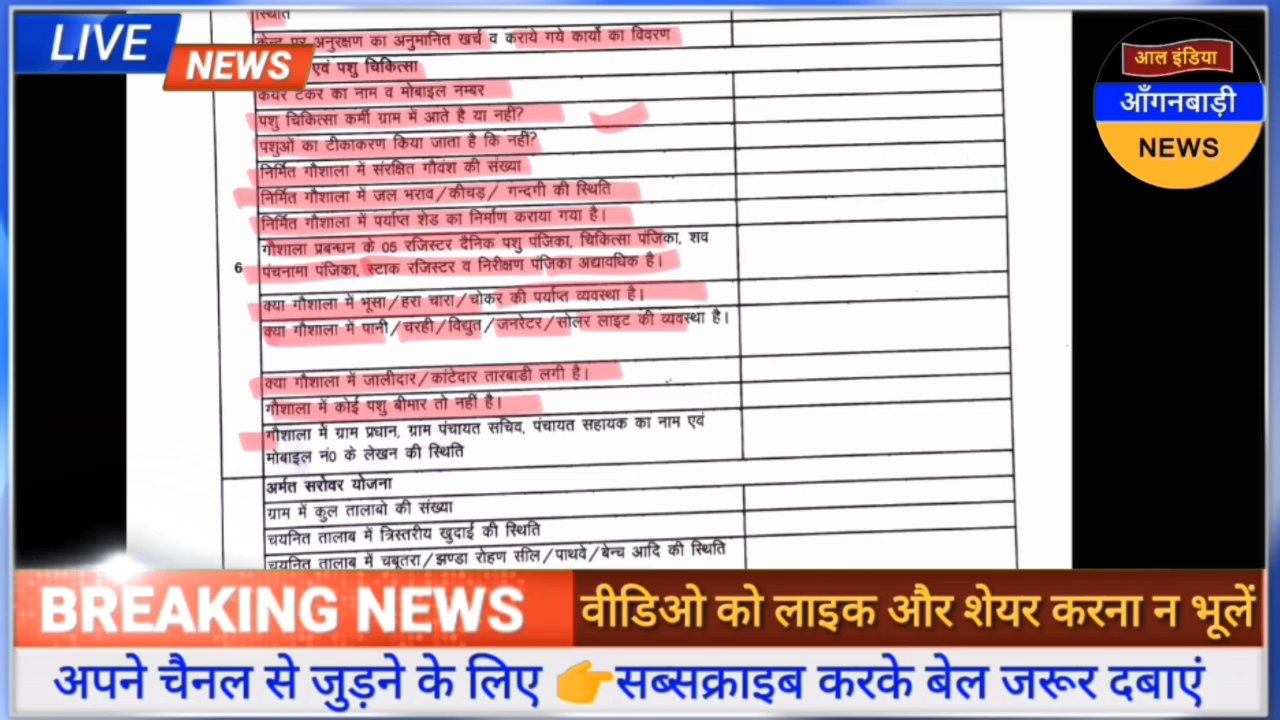 LIVE
NEWS
आल इंडिया
आँगनबाड़ी
NEWS
स्थिति
केन्द्र पर अनुरक्षण का अनुमानित खर्च व कराये गये कार्यो का विवरण
एवं पशु चिकित्सा
केयर टेकर का नाम व मोबाइल नम्बर
पशु चिकित्सा कर्मी ग्राम में आते है या नहीं?
पशुओं का टीकाकरण किया जाता है कि नहीं?
निर्मित गौशाला में संरक्षित गौवंश की संख्या
निर्मित गौशाला में जल भराव/कीचड़/ गन्दगी की स्थिति
निर्मित गौशाला में पर्याप्त शेड का निर्माण कराया गया है।
गौशाला प्रबन्धन के 05 रजिस्टर दैनिक पशु पंजिका, चिकित्सा पंजिका, शव
6 पंचनामा पंजिका, स्टाक रजिस्टर व निरीक्षण पंजिका अद्यावधिक है।
क्या गौशाला में भूसा/हरा चारा/चोकर की पर्याप्त व्यवस्था है।
क्या गौशाला में पानी/चरही/विद्युत/जनरेटर/सोलर लाइट की व्यवस्था है।
क्या गौशाला में जालीदार/कांटेदार तारबाडी लगी है।
गौशाला में कोई पशु बीमार तो नहीं है।
गौशाला में ग्राम प्रधान, ग्राम पंचायत सचिव, पंचायत सहायक का नाम एवं
मोबाइल नं0 के लेखन की स्थिति
अर्मत सरोवर योजना
ग्राम में कुल तालाबो की संख्या
चयनित तालाब में त्रिस्तरीय खुदाई की स्थिति
चयनित तालाब में चबूतरा/झण्डा रोहण सील/पाथवे/बेन्च आदि की स्थिति
BREAKING NEWS
वीडिओ को लाइक और शेयर करना न भूलें
अपने चैनल से जुड़ने के लिए 👉सब्सक्राइब करके बेल जरूर दबाएं